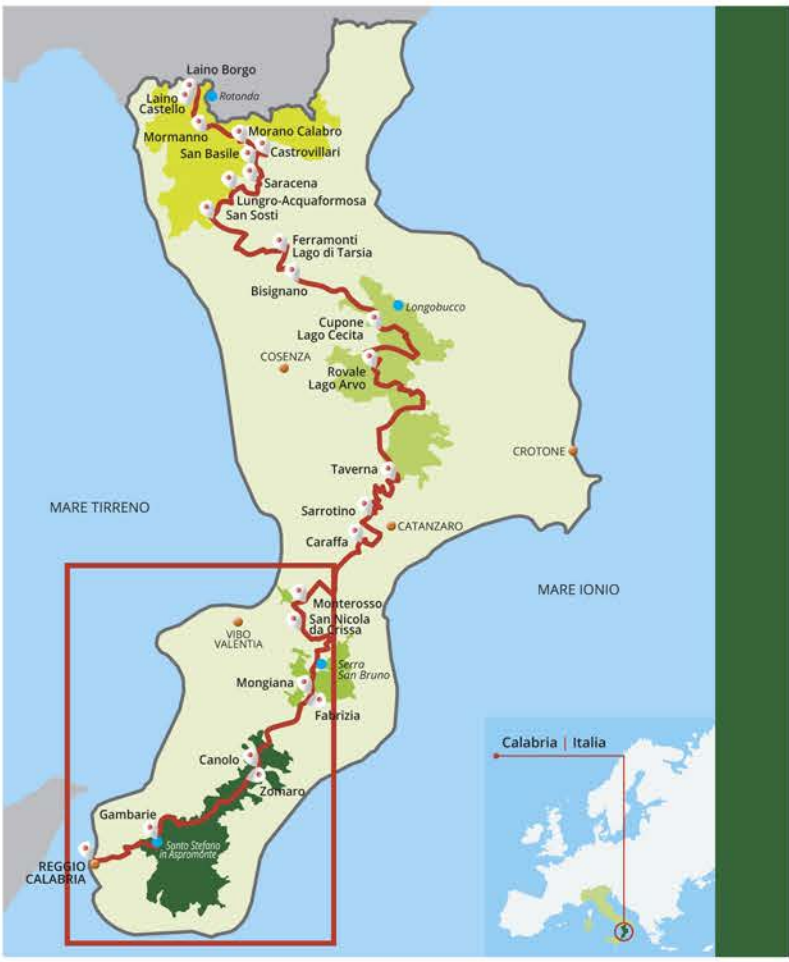 Laino Borgo
Laino
Castello
Rotonda
Mormanno
Morano Calabro
San Basile
Castrovillari
Saracena
Lungro-Acquaformosa
San Sosti
Ferramonti
Lago di Tarsia
Bisignano
Longobucco
Cupone
Lago Cecita
COSENZA
Rovale
Lago Arvo
CROTONE
Taverna
MARE TIRRENO
Sarrotino
CATANZARO
Caraffa
MARE IONIO
Monterosso
San Nicola
da Crissa
VIBO
VALENTIA
Serra
San Bruno
Mongiana
Fabrizia
Calabria | Italia
Canolo
Zomaro
Gambarie
Santo Stefano
in Aspromonte
REGGIO
CALABRIA